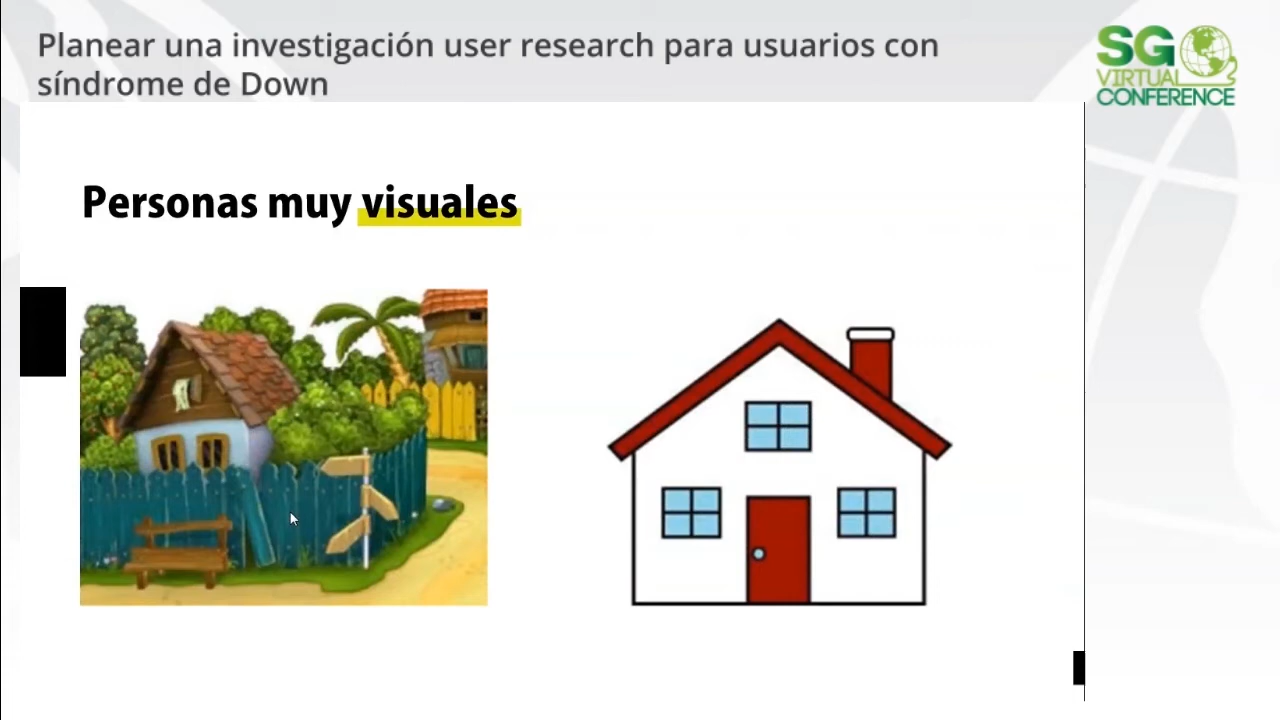 Planear una investigación user research para usuarios con
síndrome de Down
SG
VIRTUAL
CONFERENCE
Personas muy visuales